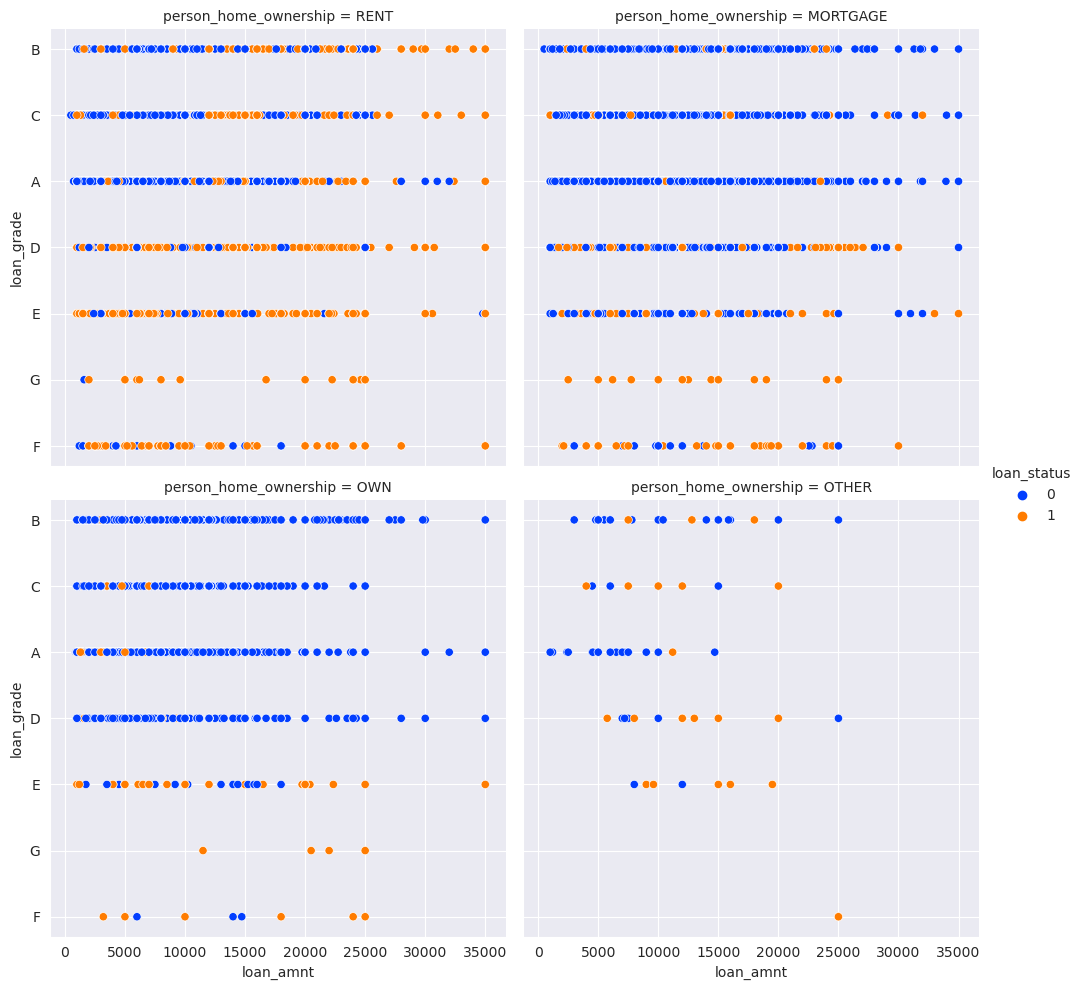 person_home_ownership = RENT
person_home_ownership = MORTGAGE
B
C
A
D
E
G
F
loan_grade
person_home_ownership = OWN
person_home_ownership = OTHER
loan_status
0
1
B
C
A
D
E
G
F
loan_grade
0 5000 10000 15000 20000 25000 30000 35000
0 5000 10000 15000 20000 25000 30000 35000
loan_amnt
loan_amnt